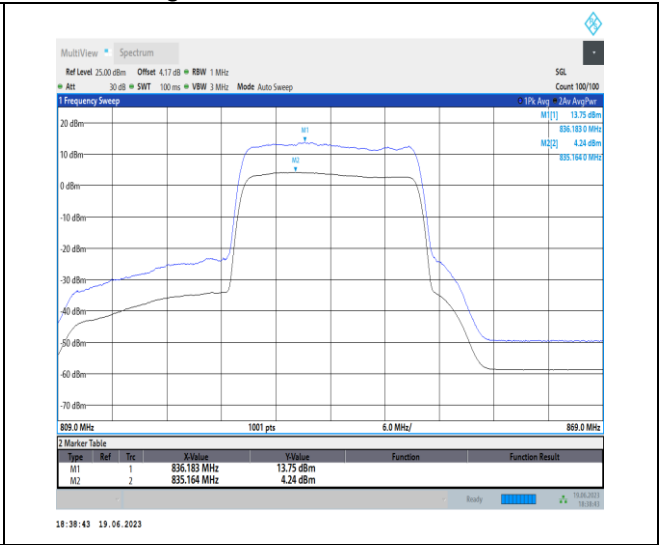 MultiView Spectrum
Ref Level 25.00 dBm Offset 4.17 dB RBW 1 MHz SGL
Att 30 dB SWT 100 ms VBW 3 MHz Mode Auto Sweep Count 100/100
1 Frequency Sweep 1Pk Avg 2Av AvgPwr
M1[1] 13.75 dBm
836.183 0 MHz
M2[2] 4.24 dBm
835.164 0 MHz
20 dBm
M1
10 dBm
M2
0 dBm
-10 dBm
-20 dBm
-30 dBm
-40 dBm
-50 dBm
-60 dBm
-70 dBm
809.0 MHz 1001 pts 6.0 MHz/ 869.0 MHz
2 Marker Table
Type Ref Trc X-Value Y-Value Function Function Result
M1 1 836.183 MHz 13.75 dBm
M2 2 835.164 MHz 4.24 dBm
Ready 19.06.2023
18:38:43
18:38:43 19.06.2023